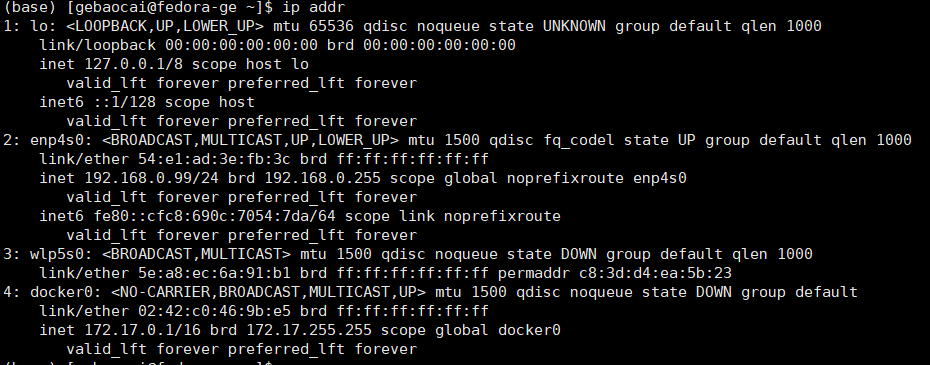 (base) [gebaocai@fedora-ge ~]$ ip addr
1: lo: <LOOPBACK,UP,LOWER_UP> mtu 65536 qdisc noqueue state UNKNOWN group default qlen 1000
    link/loopback 00:00:00:00:00:00 brd 00:00:00:00:00:00
    inet 127.0.0.1/8 scope host lo
       valid_lft forever preferred_lft forever
    inet6 ::1/128 scope host
       valid_lft forever preferred_lft forever
2: enp4s0: <BROADCAST,MULTICAST,UP,LOWER_UP> mtu 1500 qdisc fq_codel state UP group default qlen 1000
    link/ether 54:e1:ad:3e:fb:3c brd ff:ff:ff:ff:ff:ff
    inet 192.168.0.99/24 brd 192.168.0.255 scope global noprefixroute enp4s0
       valid_lft forever preferred_lft forever
    inet6 fe80::cfc8:690c:7054:7da/64 scope link noprefixroute
       valid_lft forever preferred_lft forever
3: wlp5s0: <BROADCAST,MULTICAST> mtu 1500 qdisc noqueue state DOWN group default qlen 1000
    link/ether 5e:a8:ec:6a:91:b1 brd ff:ff:ff:ff:ff:ff permaddr c8:3d:d4:ea:5b:23
4: docker0: <NO-CARRIER,BROADCAST,MULTICAST,UP> mtu 1500 qdisc noqueue state DOWN group default
    link/ether 02:42:c0:46:9b:e5 brd ff:ff:ff:ff:ff:ff
    inet 172.17.0.1/16 brd 172.17.255.255 scope global docker0
       valid_lft forever preferred_lft forever
(base) [gebaocai@fedora-ge ~]$